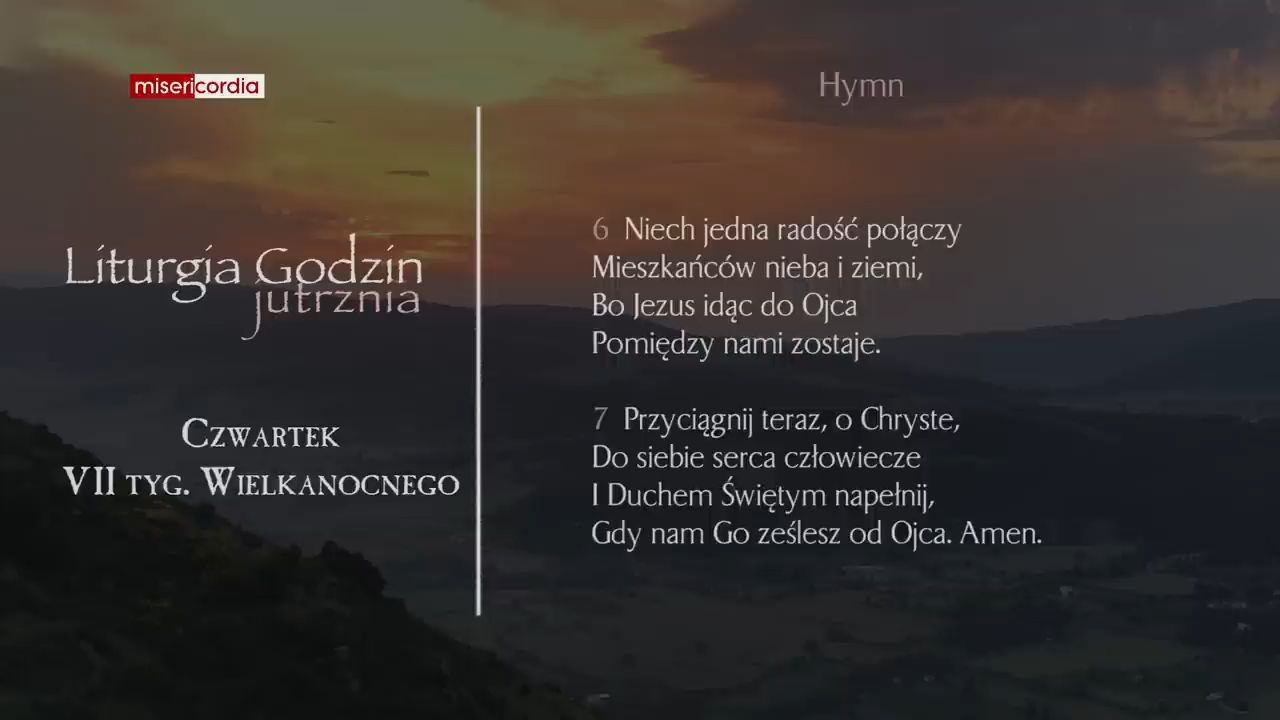 misericordia
Hymn
Liturgia Godzin
jutrznia
Czwartek
VII tyg. Wielkanocnego
6 Niech jedna radość połączy
Mieszkańców nieba i ziemi,
Bo Jezus idąc do Ojca
Pomiędzy nami zostaje.
7 Przyciągnij teraz, o Chryste,
Do siebie serca człowiecze
I Duchem Świętym napełnij,
Gdy nam Go ześlesz od Ojca. Amen.